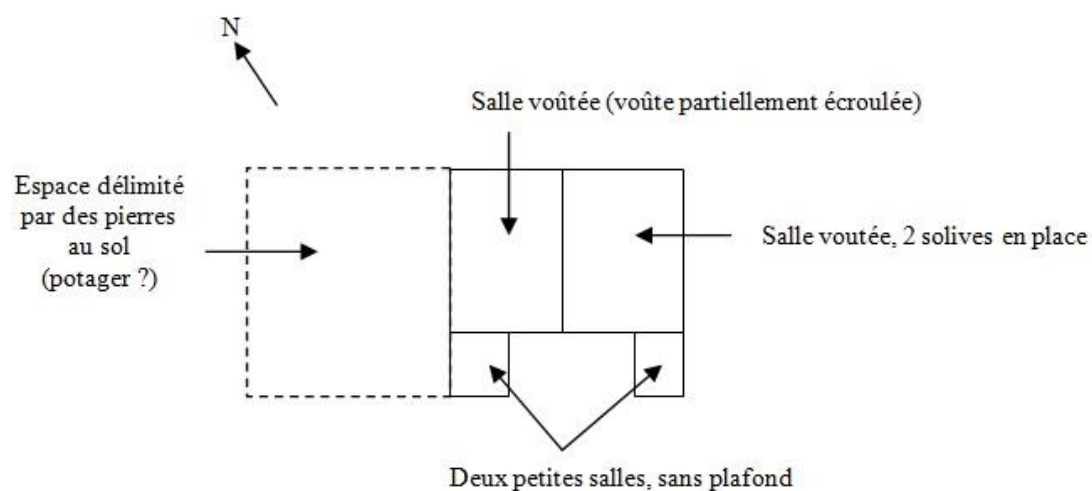 N
Salle voûtée (voûte partiellement écroulée)
Espace délimité
par des pierres
au sol
(potager ?)
Salle voutée, 2 solives en place
Deux petites salles, sans plafond